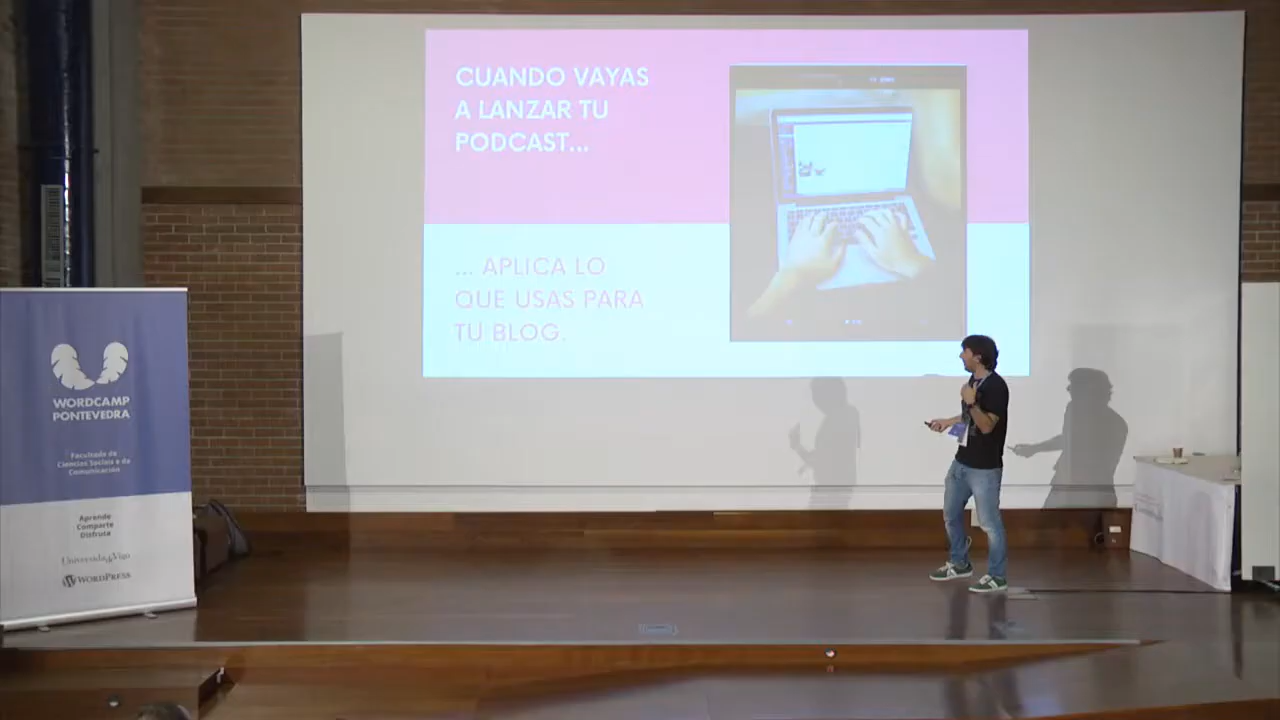 CUANDO VAYAS
A LANZAR TU
PODCAST...
... APLICA LO
QUE USAS PARA
TU BLOG.
WORDCAMP
PONTEVEDRA
Facultade de
Ciencias Sociais e da
Comunicación
Aprende
Comparte
Disfruta
UniversidadeVigo
WORDPRESS